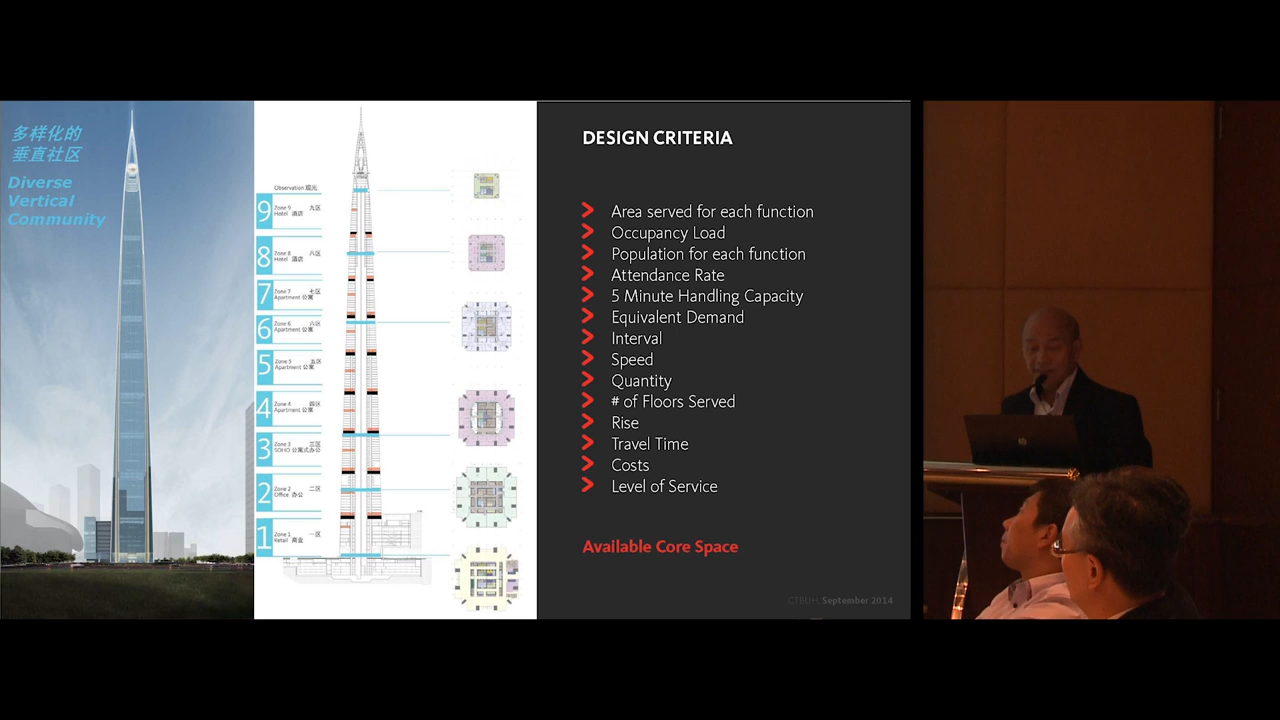 多样化的
垂直社区
Diverse
Vertical
Community
Observation 观光
9 Zone 9 九区
Hotel 酒店
8 Zone 8 八区
Hotel 酒店
7 Zone 7 七区
Apartment 公寓
6 Zone 6 六区
Apartment 公寓
5 Zone 5 五区
Apartment 公寓
4 Zone 4 四区
Apartment 公寓
3 Zone 3 三区
SOHO 公寓式办公
2 Zone 2 二区
Office 办公
1 Zone 1 一区
Retail 商业
DESIGN CRITERIA
Area served for each function
Occupancy Load
Population for each function
Attendance Rate
5 Minute Handling Capacity
Equivalent Demand
Interval
Speed
Quantity
# of Floors Served
Rise
Travel Time
Costs
Level of Service
Available Core Space
CTBUH September 2014